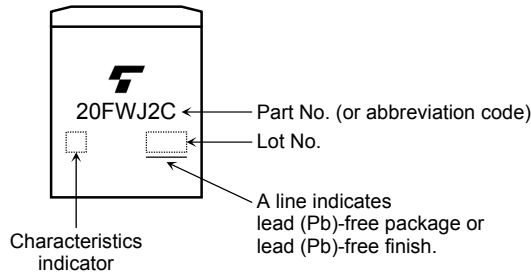 20FWJ2C
Part No. (or abbreviation code)
Lot No.
A line indicates
lead (Pb)-free package or
lead (Pb)-free finish.
Characteristics
indicator